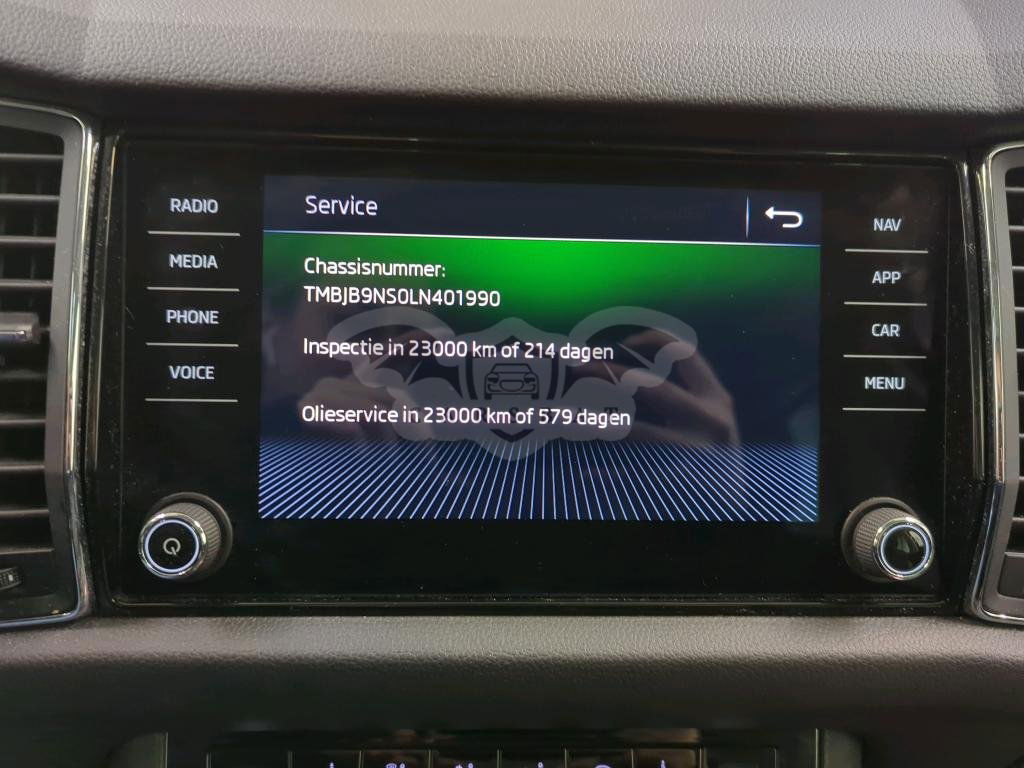 Service
RADIO
MEDIA
PHONE
VOICE
Chassisnummer:
TMBJB9NS0LN401990
Inspectie in 23000 km of 214 dagen
Olieservice in 23000 km of 579 dagen
NAV
APP
CAR
MENU